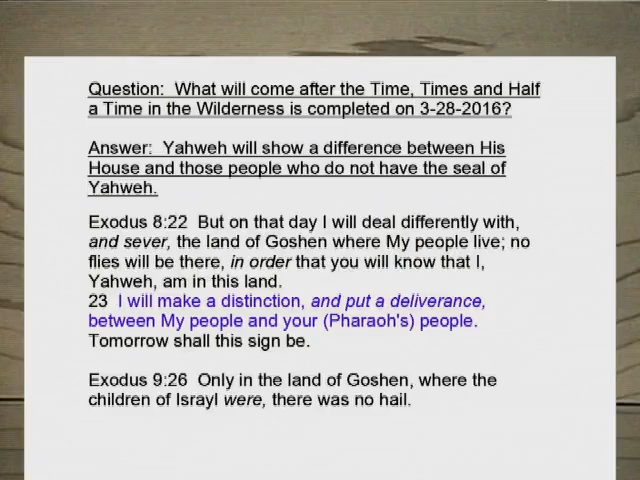 Question:  What will come after the Time, Times and Half
a Time in the Wilderness is completed on 3-28-2016?
Answer:  Yahweh will show a difference between His
House and those people who do not have the seal of
Yahweh.
Exodus 8:22  But on that day I will deal differently with,
and sever, the land of Goshen where My people live; no
flies will be there, in order that you will know that I,
Yahweh, am in this land.
23  I will make a distinction, and put a deliverance,
between My people and your (Pharaoh's) people.
Tomorrow shall this sign be.
Exodus 9:26  Only in the land of Goshen, where the
children of Israyl were, there was no hail.